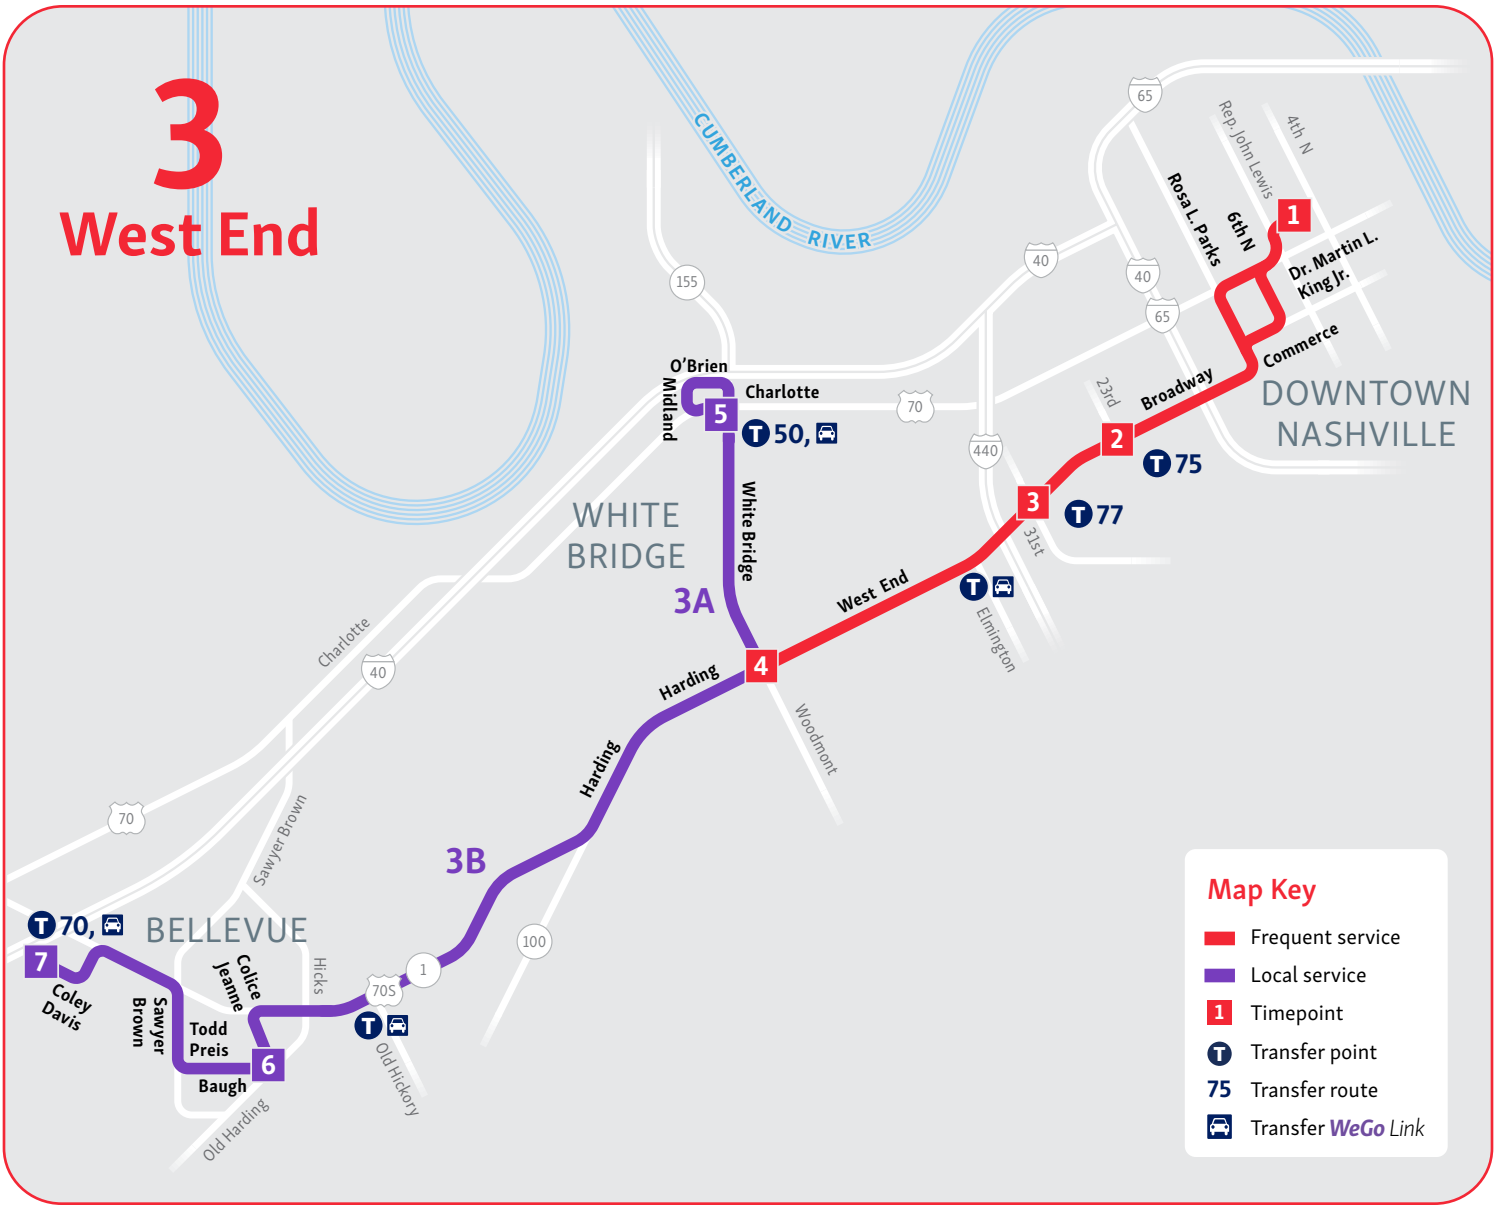 3
West End
CUMBERLAND RIVER
65
Rep. John Lewis
4th N
Rosa L. Parks
6th N
1
Dr. Martin L.
King Jr.
40
40
65
155
O'Brien
Midland
Charlotte
5
T 50,
70
23rd
Broadway
Commerce
DOWNTOWN
NASHVILLE
2
T 75
440
3
T 77
31st
WHITE
BRIDGE
White Bridge
3A
West End
T
Elmington
4
Harding
Woodmont
Charlotte
40
Harding
70
Sawyer Brown
3B
T 70,
BELLEVUE
7
Coley
Davis
Colice
Jeanne
Hicks
100
1
70S
T
Old Hickory
Sawyer
Brown
Todd
Preis
6
Baugh
Old Harding
Map Key
Frequent service
Local service
1 Timepoint
T Transfer point
75 Transfer route
Transfer WeGo Link